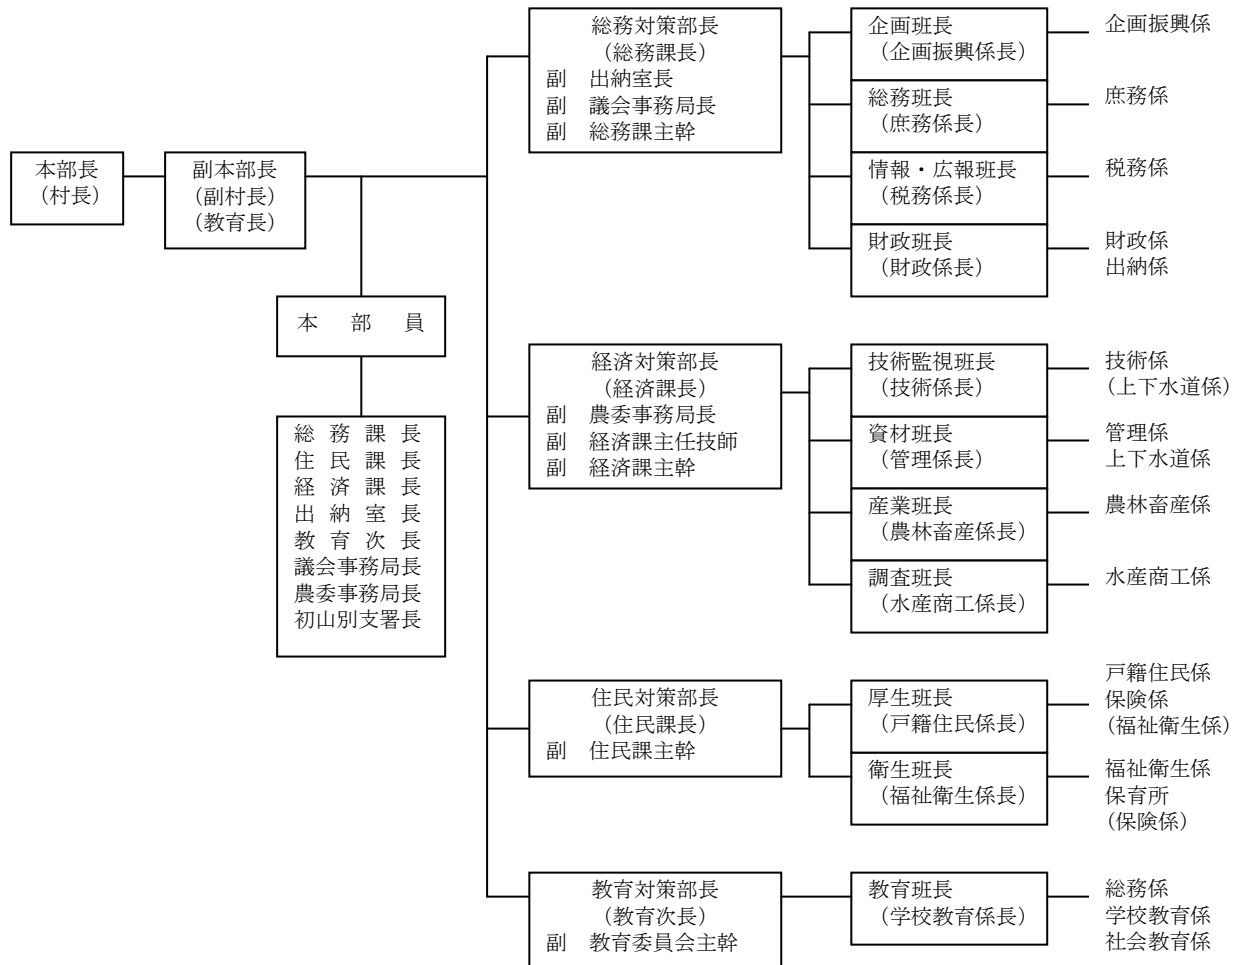 本部長
(村長)
副本部長
(副村長)
(教育長)
本 部 員
総務課長
住民課長
経済課長
出納室長
教育次長
議会事務局長
農委事務局長
初山別支署長
総務対策部長
(総務課長)
副 出納室長
副 議会事務局長
副 総務課主幹
企画班長
(企画振興係長)
企画振興係
総務班長
(庶務係長)
庶務係
情報・広報班長
(税務係長)
税務係
財政班長
(財政係長)
財政係
出納係
経済対策部長
(経済課長)
副 農委事務局長
副 経済課主任技師
副 経済課主幹
技術監視班長
(技術係長)
技術係
(上下水道係)
資材班長
(管理係長)
管理係
上下水道係
産業班長
(農林畜産係長)
農林畜産係
調査班長
(水産商工係長)
水産商工係
住民対策部長
(住民課長)
副 住民課主幹
厚生班長
(戸籍住民係長)
戸籍住民係
保険係
(福祉衛生係)
衛生班長
(福祉衛生係長)
福祉衛生係
保育所
(保険係)
教育対策部長
(教育次長)
副 教育委員会主幹
教育班長
(学校教育係長)
総務係
学校教育係
社会教育係